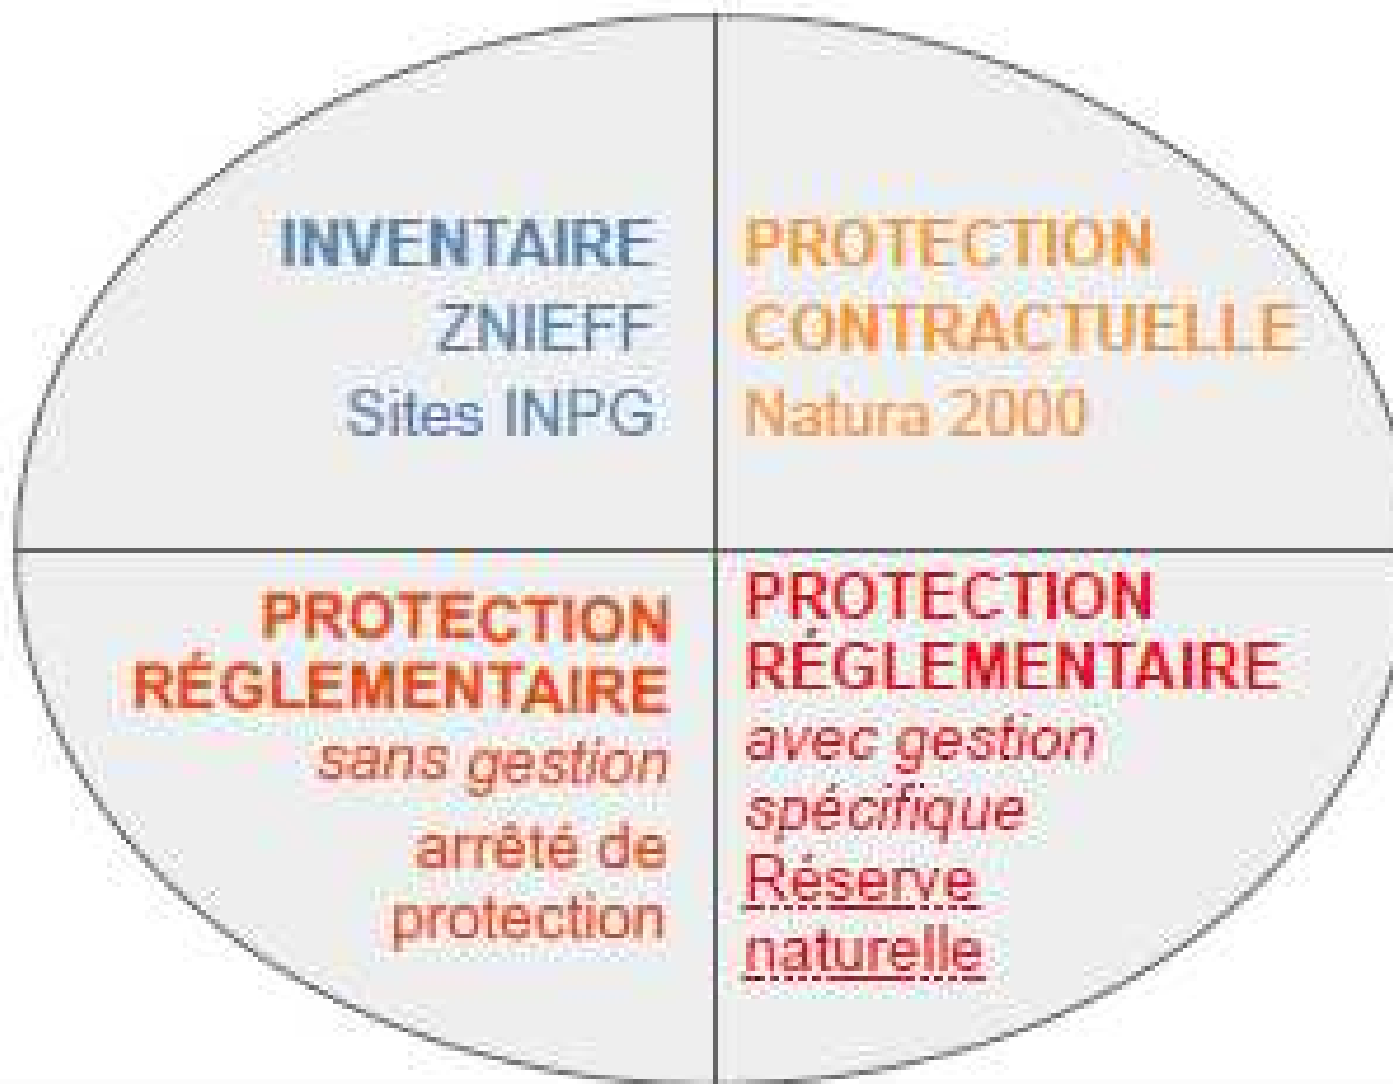 INVENTAIRE
ZNIEFF
Sites INPG
PROTECTION
CONTRACTUELLE
Natura 2000
PROTECTION
RÉGLEMENTAIRE
sans gestion
arrêté de
protection
PROTECTION
RÉGLEMENTAIRE
avec gestion
spécifique
Réserve
naturelle